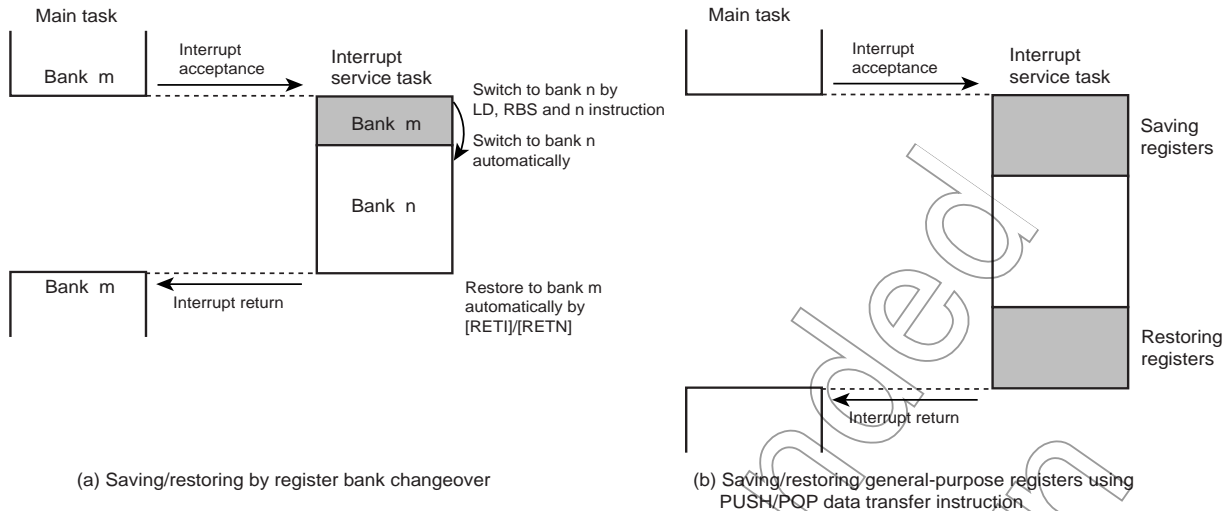 Main task
Bank m
Interrupt
acceptance
Interrupt
service task
Bank m
Switch to bank n by
LD, RBS and n instruction
Switch to bank n
automatically
Bank n
Bank m
Interrupt return
Restore to bank m
automatically by
[RETI]/[RETN]
(a) Saving/restoring by register bank changeover
Main task
Interrupt
acceptance
Interrupt
service task
Saving
registers
Restoring
registers
Interrupt return
(b) Saving/restoring general-purpose registers using
PUSH/POP data transfer instruction